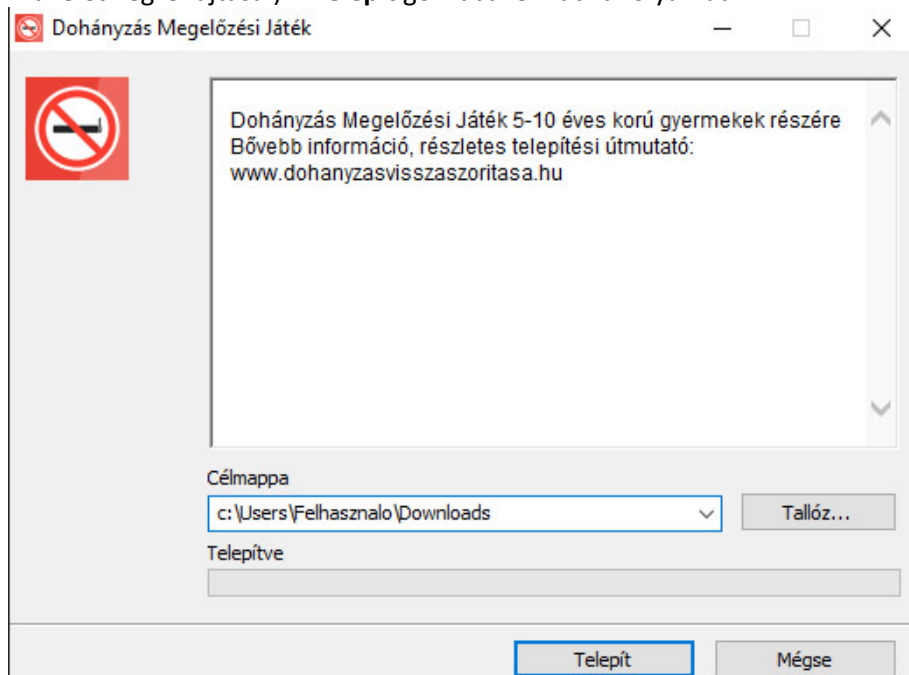 Dohányzás Megelőzési Játék
Dohányzás Megelőzési Játék 5-10 éves korú gyermekek részére
Bővebb információ, részletes telepítési útmutató:
www.dohanyzasvisszaszoritasa.hu
Célmappa
c:\Users\Felhasznalo\Downloads
Tallóz...
Telepítve
Telepít
Mégse